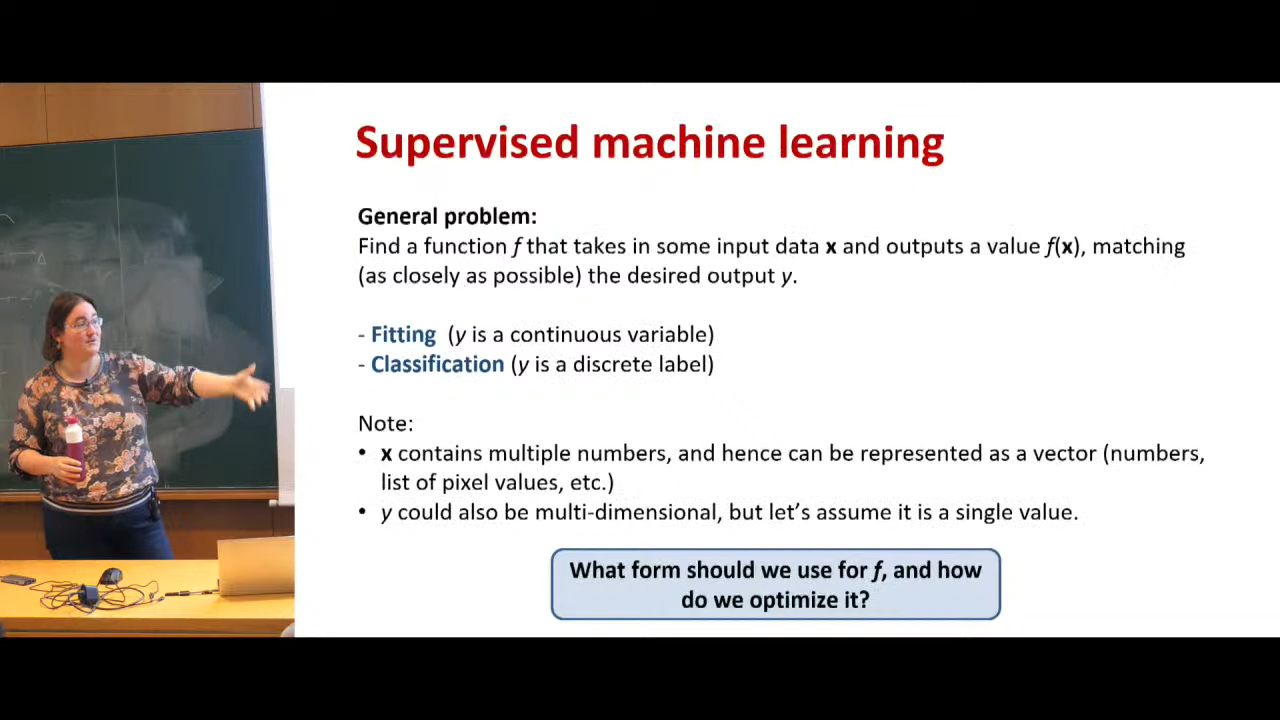 Supervised machine learning
General problem:
Find a function f that takes in some input data x and outputs a value f(x), matching
(as closely as possible) the desired output y.
- Fitting (y is a continuous variable)
- Classification (y is a discrete label)
Note:
• x contains multiple numbers, and hence can be represented as a vector (numbers,
list of pixel values, etc.)
• y could also be multi-dimensional, but let’s assume it is a single value.
What form should we use for f, and how
do we optimize it?